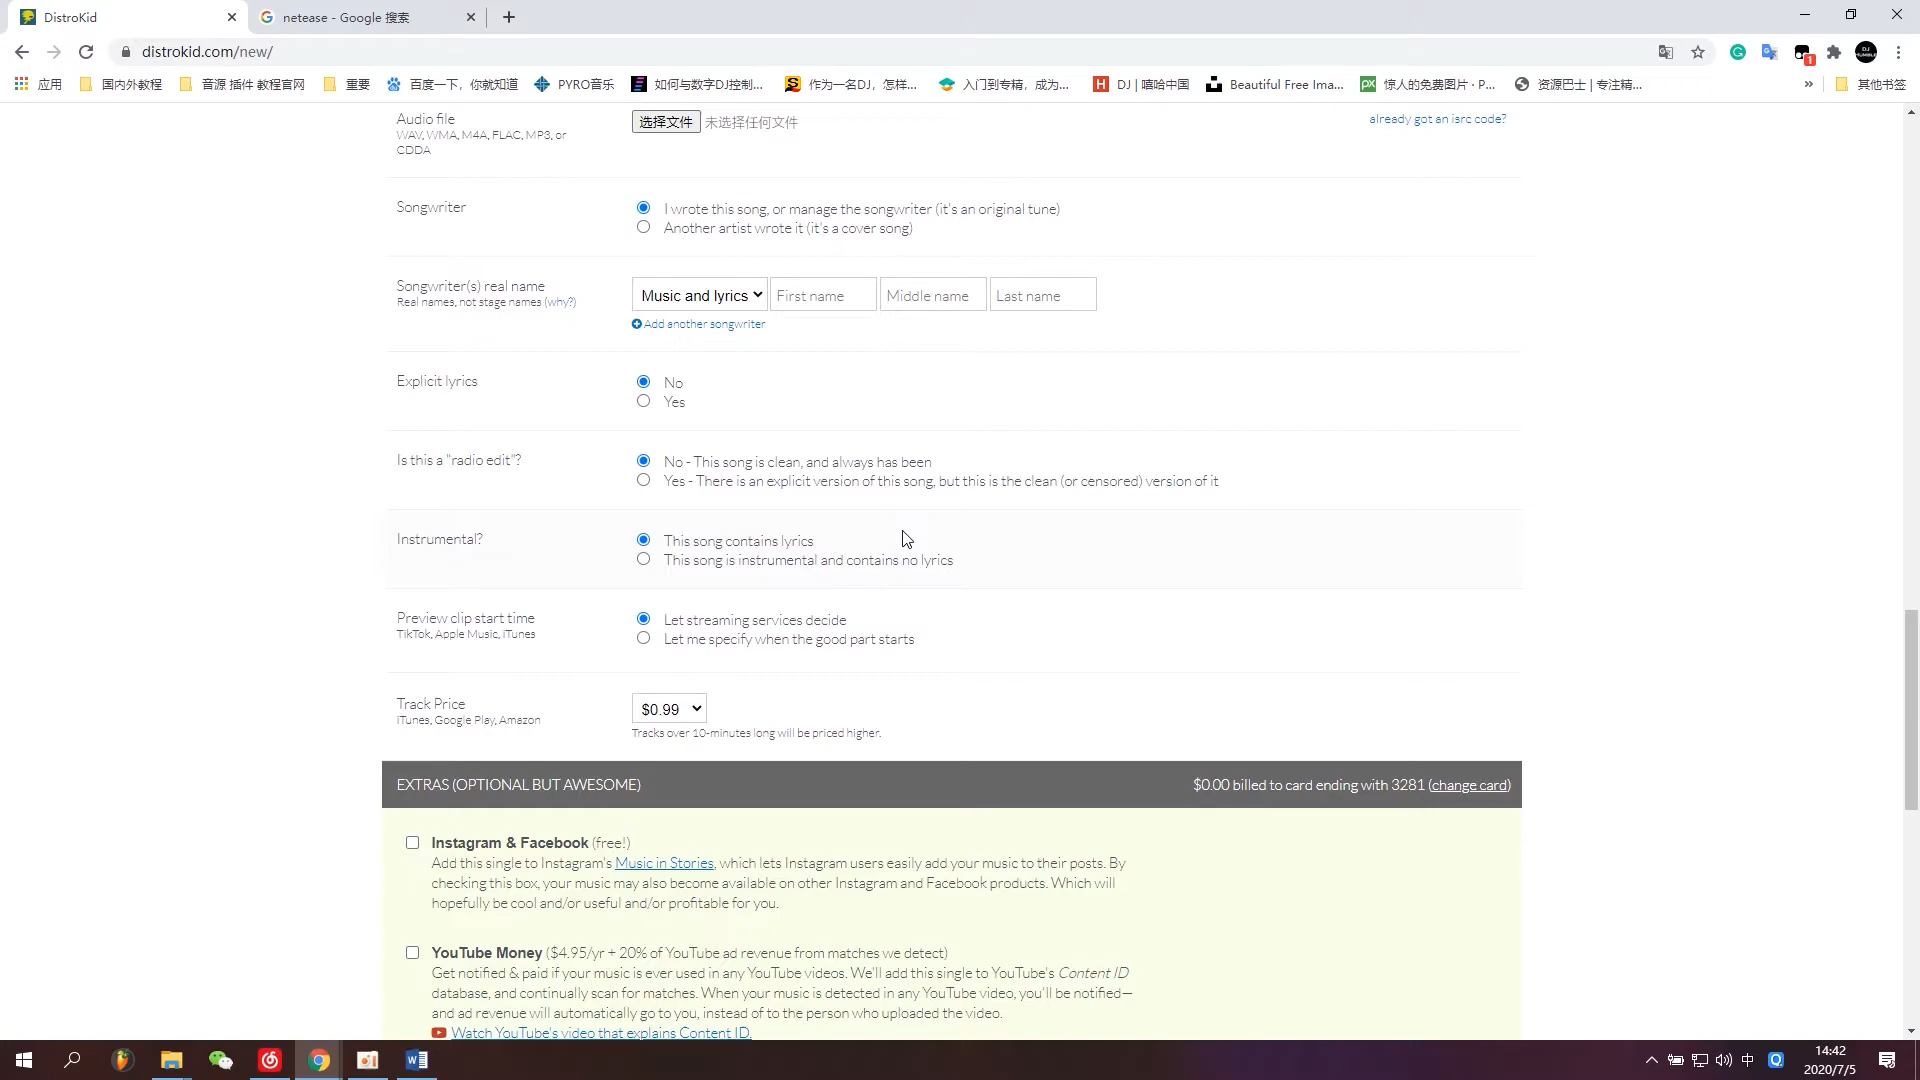 DistroKid
netease - Google 搜索
distrokid.com/new/
应用 国内外教程 音源 插件 教程官网 重要 百度一下，你就知道 PYRO音乐 如何与数字DJ控制... 作为一名DJ，怎样... 入门到专精，成为... DJ | 嘻哈中国 Beautiful Free Ima... 惊人的免费图片 · P... 资源巴士 | 专注精... » 其他书签
Audio file 选择文件 未选择任何文件 already got an isrc code?
WAV, WMA, M4A, FLAC, MP3, or
CDDA
Songwriter I wrote this song, or manage the songwriter (it's an original tune)
Another artist wrote it (it's a cover song)
Songwriter(s) real name Music and lyrics First name Middle name Last name
Real names, not stage names (why?)
Add another songwriter
Explicit lyrics No
Yes
Is this a "radio edit"? No - This song is clean, and always has been
Yes - There is an explicit version of this song, but this is the clean (or censored) version of it
Instrumental? This song contains lyrics
This song is instrumental and contains no lyrics
Preview clip start time Let streaming services decide
TikTok, Apple Music, iTunes Let me specify when the good part starts
Track Price $0.99
iTunes, Google Play, Amazon
Tracks over 10-minutes long will be priced higher.
EXTRAS (OPTIONAL BUT AWESOME) $0.00 billed to card ending with 3281 (change card)
Instagram & Facebook (free!)
Add this single to Instagram's Music in Stories, which lets Instagram users easily add your music to their posts. By
checking this box, your music may also become available on other Instagram and Facebook products. Which will
hopefully be cool and/or useful and/or profitable for you.
YouTube Money ($4.95/yr + 20% of YouTube ad revenue from matches we detect)
Get notified & paid if your music is ever used in any YouTube videos. We'll add this single to YouTube's Content ID
database, and continually scan for matches. When your music is detected in any YouTube video, you'll be notified—
and ad revenue will automatically go to you, instead of to the person who uploaded the video.
Watch YouTube's video that explains Content ID.
中 14:42
2020/7/5